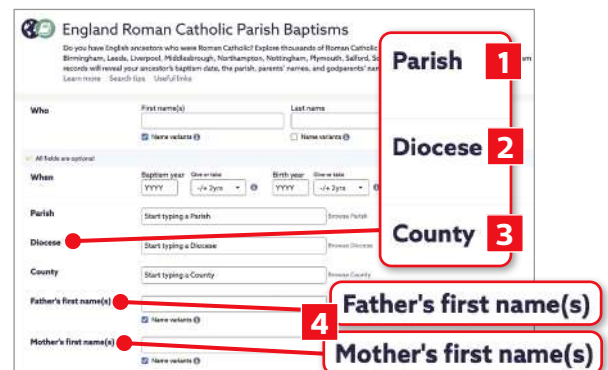 England Roman Catholic Parish Baptisms
Do you have English ancestors who were Roman Catholic? Explore thousands of Roman Catholic
Birmingham, Leeds, Liverpool, Middlesbrough, Northampton, Nottingham, Plymouth, Salford,
records will reveal your ancestor's baptism date, the parish, parents' names, and godparents'
Learn more Search tips Useful links
Who
First name(s)
Last name
Name variants
Name variants
All fields are optional
When
Baptism year Give or take
Birth year Give or take
YYYY
-/+ 2yrs
YYYY
-/+ 2yrs
Parish
Start typing a Parish
Browse Parish
Diocese
Start typing a Diocese
Browse Diocese
County
Start typing a County
Browse County
Father's first name(s)
Name variants
Mother's first name(s)
Name variants
Parish 1
Diocese 2
County 3
4
Father's first name(s)
Mother's first name(s)